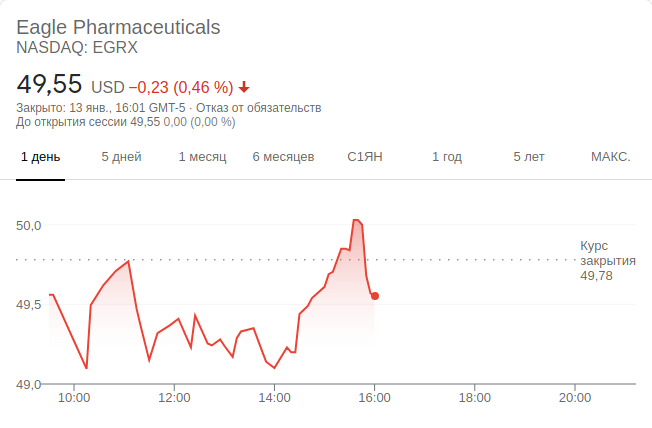 Eagle Pharmaceuticals
NASDAQ: EGRX
49,55 USD −0,23 (0,46 %)
Закрыто: 13 янв., 16:01 GMT-5 · Отказ от обязательств
До открытия сессии 49,55 0,00 (0,00 %)
1 день 5 дней 1 месяц 6 месяцев С1ЯН 1 год 5 лет МАКС.
50,0
Курс
закрытия
49,78
49,5
49,0
10:00 12:00 14:00 16:00 18:00 20:00